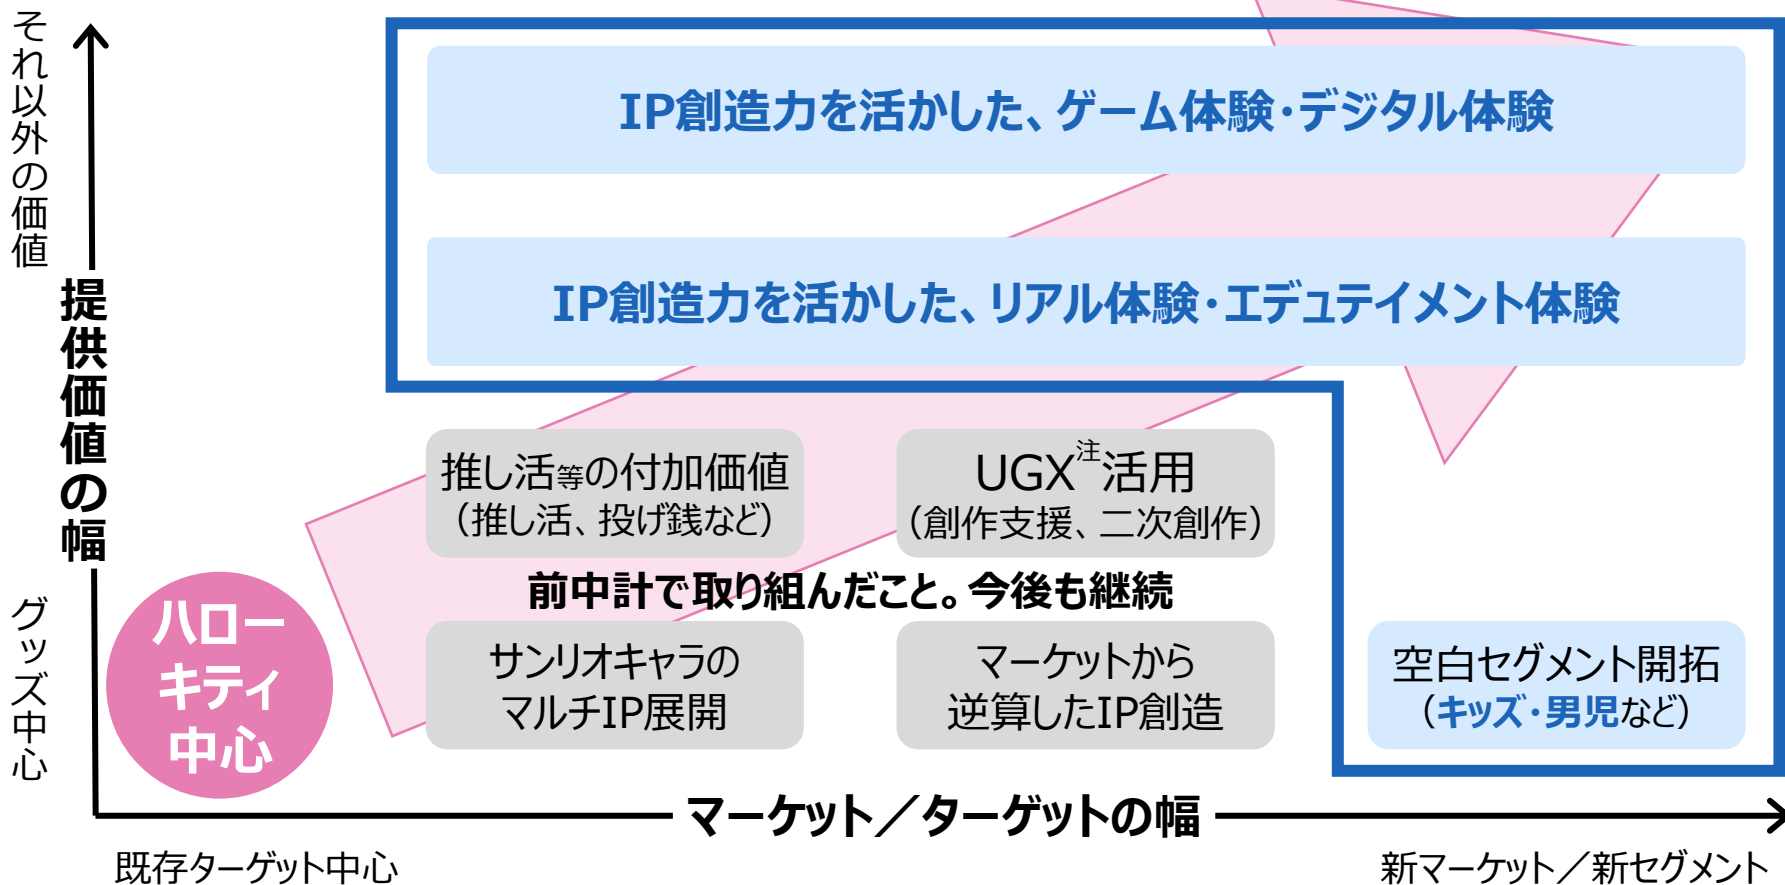 それ以外の価値
提供価値の幅
グッズ中心
IP創造力を活かした、ゲーム体験・デジタル体験
IP創造力を活かした、リアル体験・エデュテイメント体験
推し活等の付加価値
（推し活、投げ銭など）
UGX注活用
（創作支援、二次創作）
前中計で取り組んだこと。今後も継続
ハロー
キティ
中心
サンリオキャラの
マルチIP展開
マーケットから
逆算したIP創造
空白セグメント開拓
（キッズ・男児など）
マーケット／ターゲットの幅
既存ターゲット中心
新マーケット／新セグメント